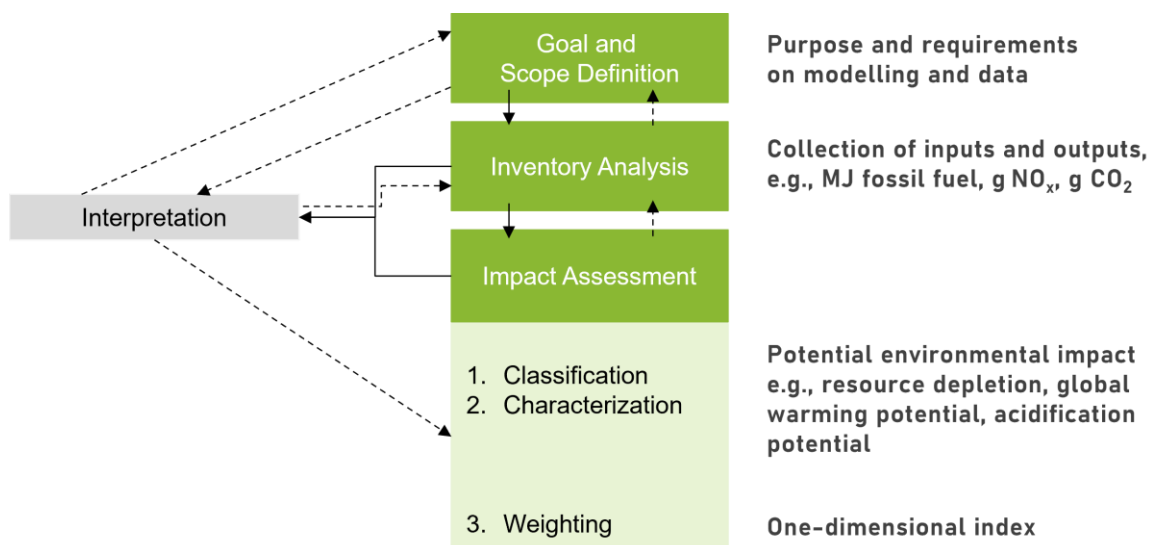 Goal and
Scope Definition
Purpose and requirements
on modelling and data
Inventory Analysis
Collection of inputs and outputs,
e.g., MJ fossil fuel, g NOₓ, g CO₂
Interpretation
Impact Assessment
1. Classification
2. Characterization
Potential environmental impact
e.g., resource depletion, global
warming potential, acidification
potential
3. Weighting
One-dimensional index